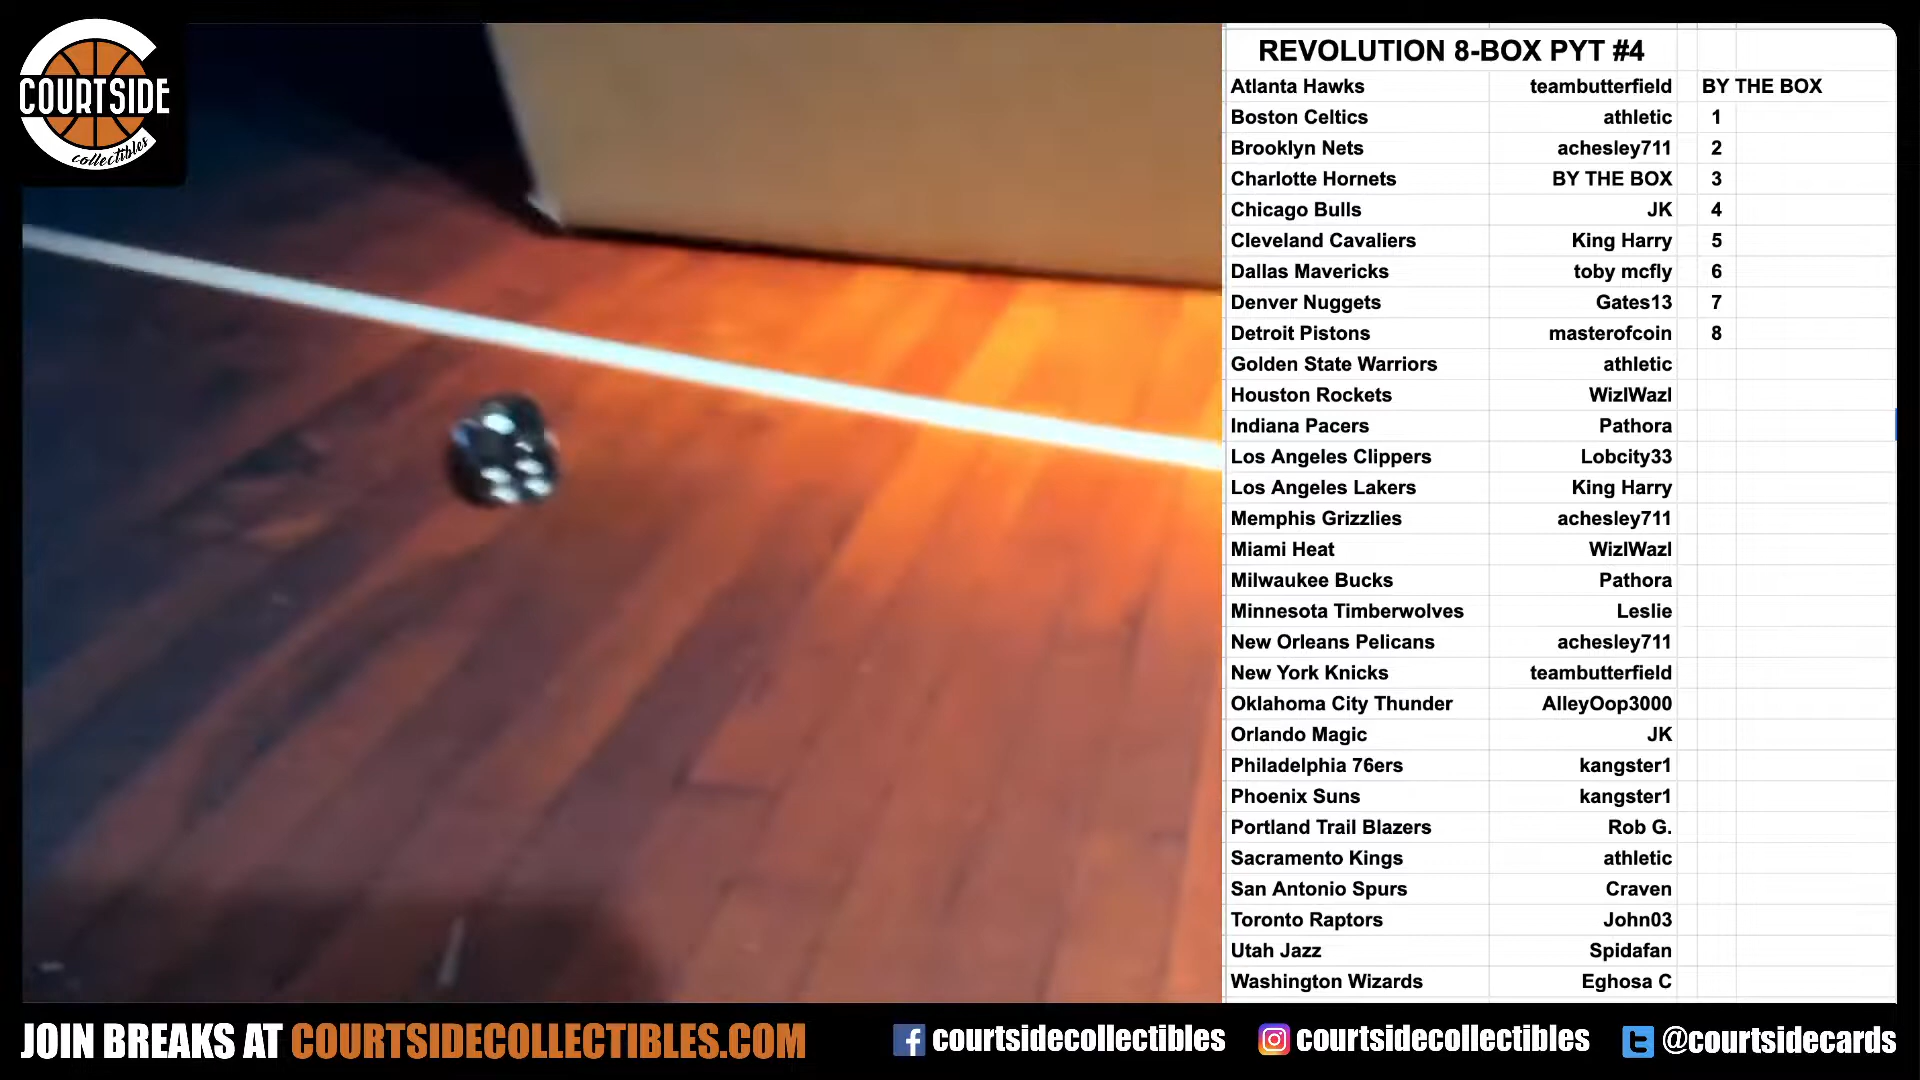 COURTSIDE
collectibles
REVOLUTION 8-BOX PYT #4
Atlanta Hawks teambutterfield BY THE BOX
Boston Celtics athletic 1
Brooklyn Nets achesley711 2
Charlotte Hornets BY THE BOX 3
Chicago Bulls JK 4
Cleveland Cavaliers King Harry 5
Dallas Mavericks toby mcfly 6
Denver Nuggets Gates13 7
Detroit Pistons masterofcoin 8
Golden State Warriors athletic
Houston Rockets WizlWazl
Indiana Pacers Pathora
Los Angeles Clippers Lobcity33
Los Angeles Lakers King Harry
Memphis Grizzlies achesley711
Miami Heat WizlWazl
Milwaukee Bucks Pathora
Minnesota Timberwolves Leslie
New Orleans Pelicans achesley711
New York Knicks teambutterfield
Oklahoma City Thunder AlleyOop3000
Orlando Magic JK
Philadelphia 76ers kangster1
Phoenix Suns kangster1
Portland Trail Blazers Rob G.
Sacramento Kings athletic
San Antonio Spurs Craven
Toronto Raptors John03
Utah Jazz Spidafan
Washington Wizards Eghosa C
JOIN BREAKS AT COURTSIDECOLLECTIBLES.COM courtsidecollectibles courtsidecollectibles @courtsidecards